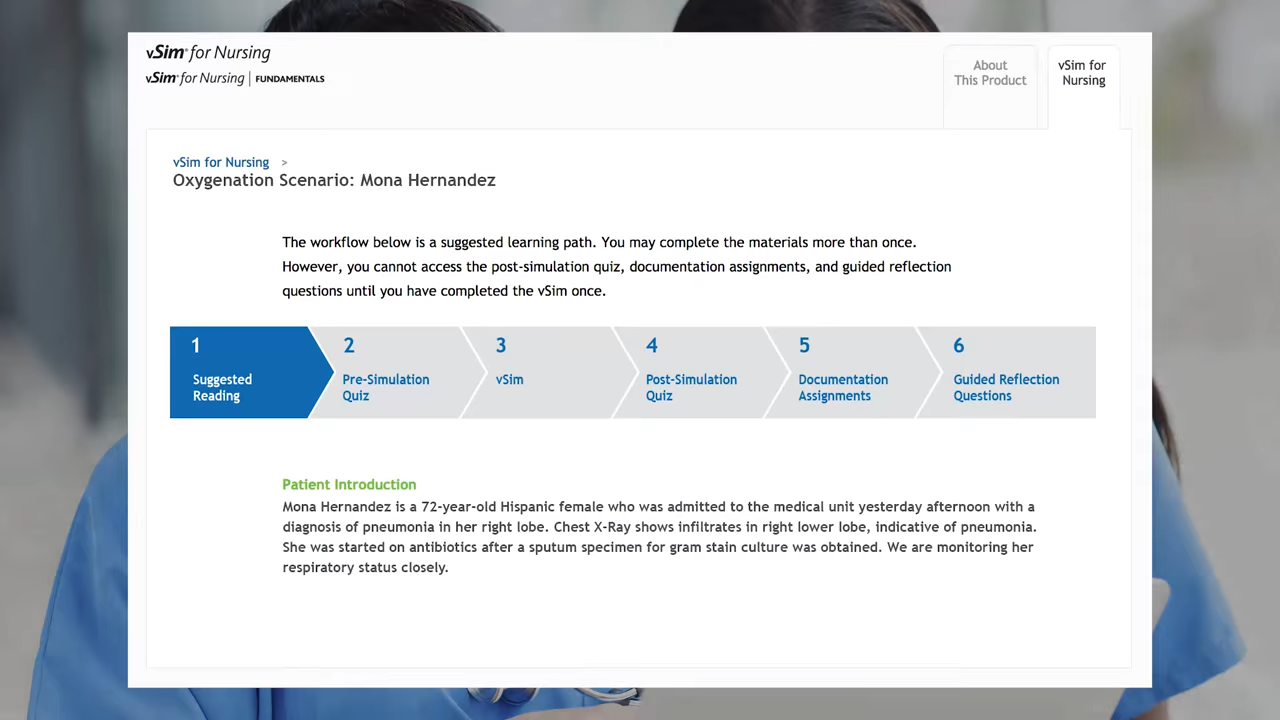 vSim® for Nursing
vSim® for Nursing | FUNDAMENTALS
About
This Product
vSim for
Nursing
vSim for Nursing >
Oxygenation Scenario: Mona Hernandez
The workflow below is a suggested learning path. You may complete the materials more than once.
However, you cannot access the post-simulation quiz, documentation assignments, and guided reflection
questions until you have completed the vSim once.
1
Suggested
Reading
2
Pre-Simulation
Quiz
3
vSim
4
Post-Simulation
Quiz
5
Documentation
Assignments
6
Guided Reflection
Questions
Patient Introduction
Mona Hernandez is a 72-year-old Hispanic female who was admitted to the medical unit yesterday afternoon with a
diagnosis of pneumonia in her right lobe. Chest X-Ray shows infiltrates in right lower lobe, indicative of pneumonia.
She was started on antibiotics after a sputum specimen for gram stain culture was obtained. We are monitoring her
respiratory status closely.